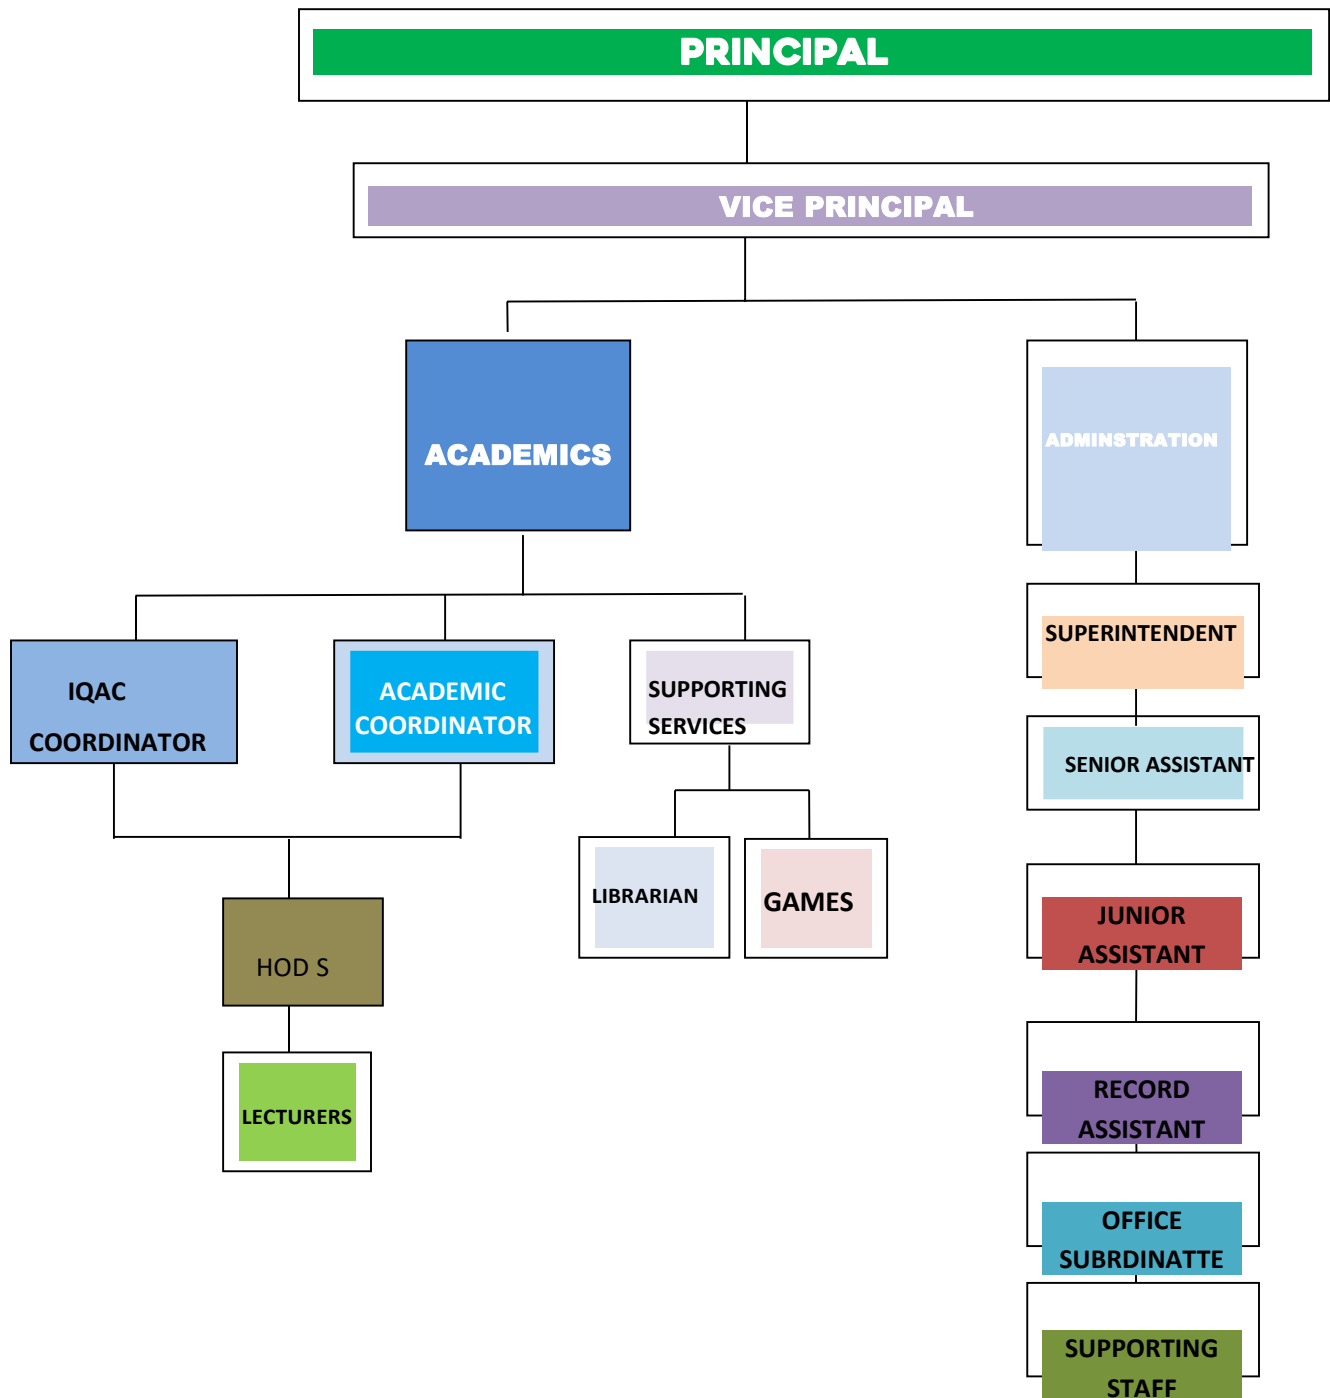 PRINCIPAL
VICE PRINCIPAL
ACADEMICS
ADMINSTRATION
IQAC
COORDINATOR
ACADEMIC
COORDINATOR
SUPPORTING
SERVICES
LIBRARIAN
GAMES
HOD S
LECTURERS
SUPERINTENDENT
SENIOR ASSISTANT
JUNIOR
ASSISTANT
RECORD
ASSISTANT
OFFICE
SUBRDINATTE
SUPPORTING
STAFF